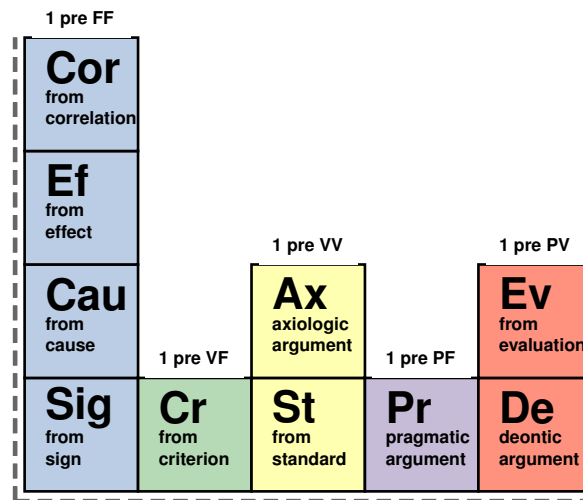 1 pre FF
Cor
from
correlation
Ef
from
effect
1 pre VV
1 pre PV
Cau
from
cause
Ax
axiologic
argument
Ev
from
evaluation
1 pre VF
1 pre PF
Sig
from
sign
Cr
from
criterion
St
from
standard
Pr
pragmatic
argument
De
deontic
argument